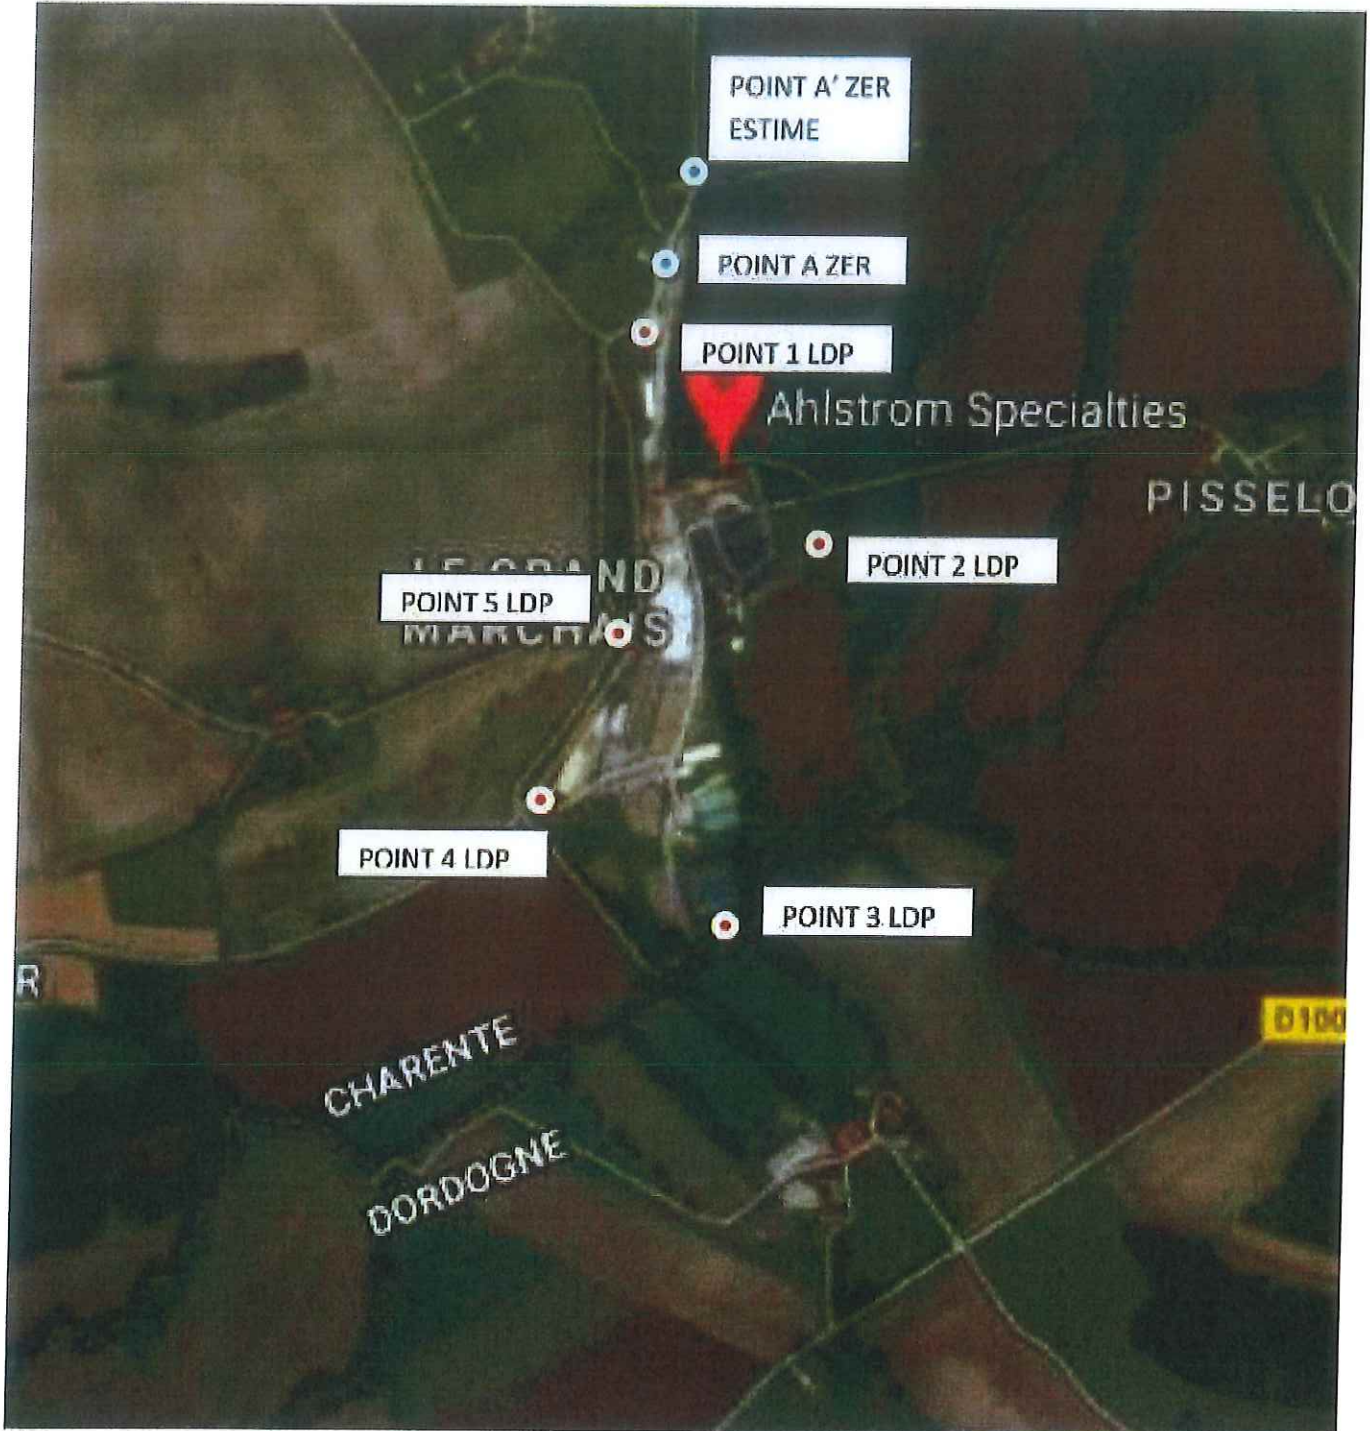 POINT A' ZER
ESTIME
POINT A ZER
POINT 1 LDP
Ahlstrom Specialties
PISSELO
POINT 2 LDP
POINT 5 LDP
MARCHAIS
POINT 4 LDP
POINT 3 LDP
R
D100
CHARENTE
DORDOGNE